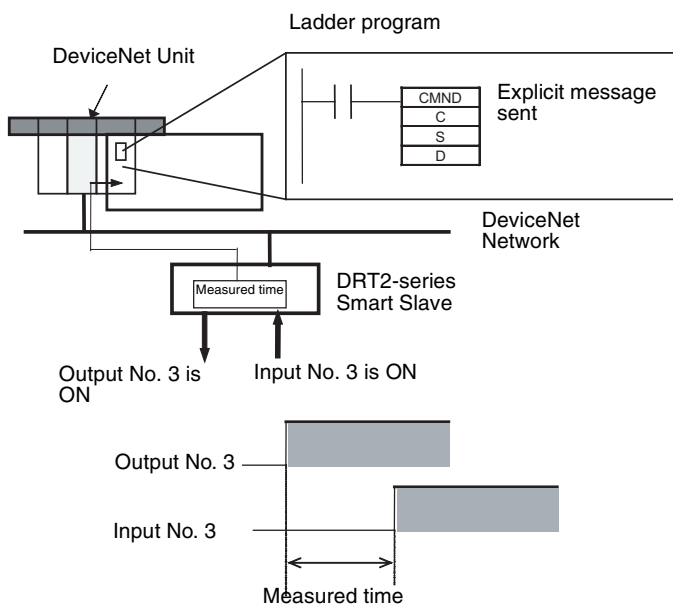 Ladder program
DeviceNet Unit
CMND
C
S
D
Explicit message
sent
DeviceNet
Network
Measured time
DRT2-series
Smart Slave
Output No. 3 is
ON
Input No. 3 is ON
Output No. 3
Input No. 3
Measured time